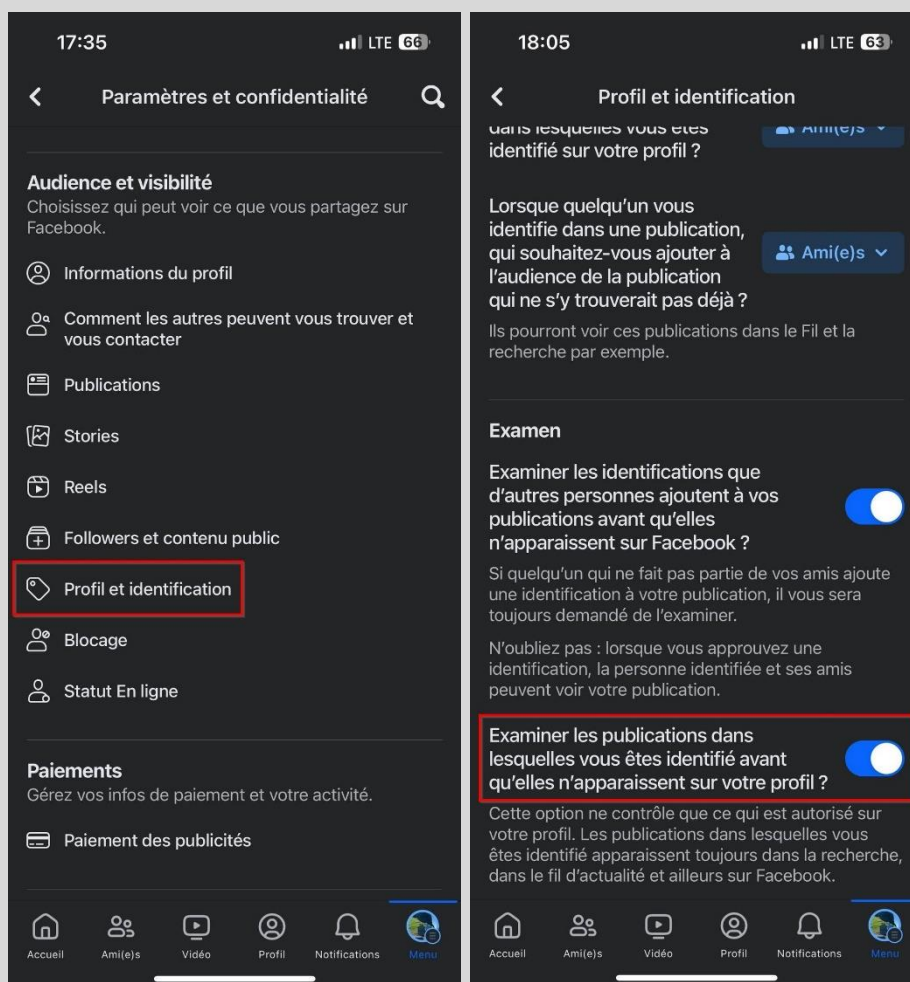 17:35
LTE 66
Paramètres et confidentialité
Audience et visibilité
Choisissez qui peut voir ce que vous partagez sur
Facebook.
Informations du profil
Comment les autres peuvent vous trouver et
vous contacter
Publications
Stories
Reels
Followers et contenu public
Profil et identification
Blocage
Statut En ligne
Paiements
Gérez vos infos de paiement et votre activité.
Paiement des publicités
Accueil Ami(e)s Vidéo Profil Notifications Menu
18:05
LTE 63
Profil et identification
dans lesquelles vous êtes
identifié sur votre profil ?
Ami(e)s
Lorsque quelqu'un vous
identifie dans une publication,
qui souhaitez-vous ajouter à
l'audience de la publication
qui ne s'y trouverait pas déjà ?
Ami(e)s
Ils pourront voir ces publications dans le Fil et la
recherche par exemple.
Examen
Examiner les identifications que
d'autres personnes ajoutent à vos
publications avant qu'elles
n'apparaissent sur Facebook ?
Si quelqu'un qui ne fait pas partie de vos amis ajoute
une identification à votre publication, il vous sera
toujours demandé de l'examiner.
N'oubliez pas : lorsque vous approuvez une
identification, la personne identifiée et ses amis
peuvent voir votre publication.
Examiner les publications dans
lesquelles vous êtes identifié avant
qu'elles n'apparaissent sur votre profil ?
Cette option ne contrôle que ce qui est autorisé sur
votre profil. Les publications dans lesquelles vous
êtes identifié apparaissent toujours dans la recherche,
dans le fil d'actualité et ailleurs sur Facebook.
Accueil Ami(e)s Vidéo Profil Notifications Menu